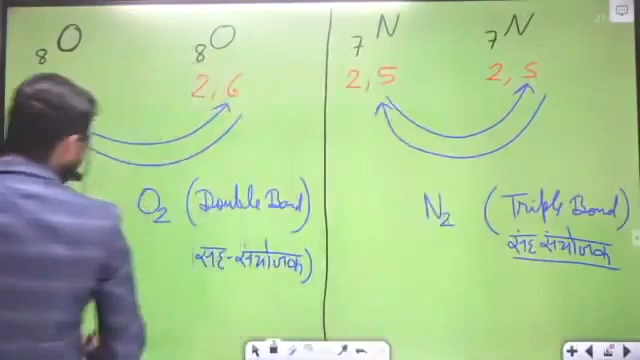 ₈O ₈O
2, 6
O₂ (Double Bond)
सह-सयोजक)
₇N ₇N
2, 5 2, 5
N₂ (Triple Bond)
संह संयोजक